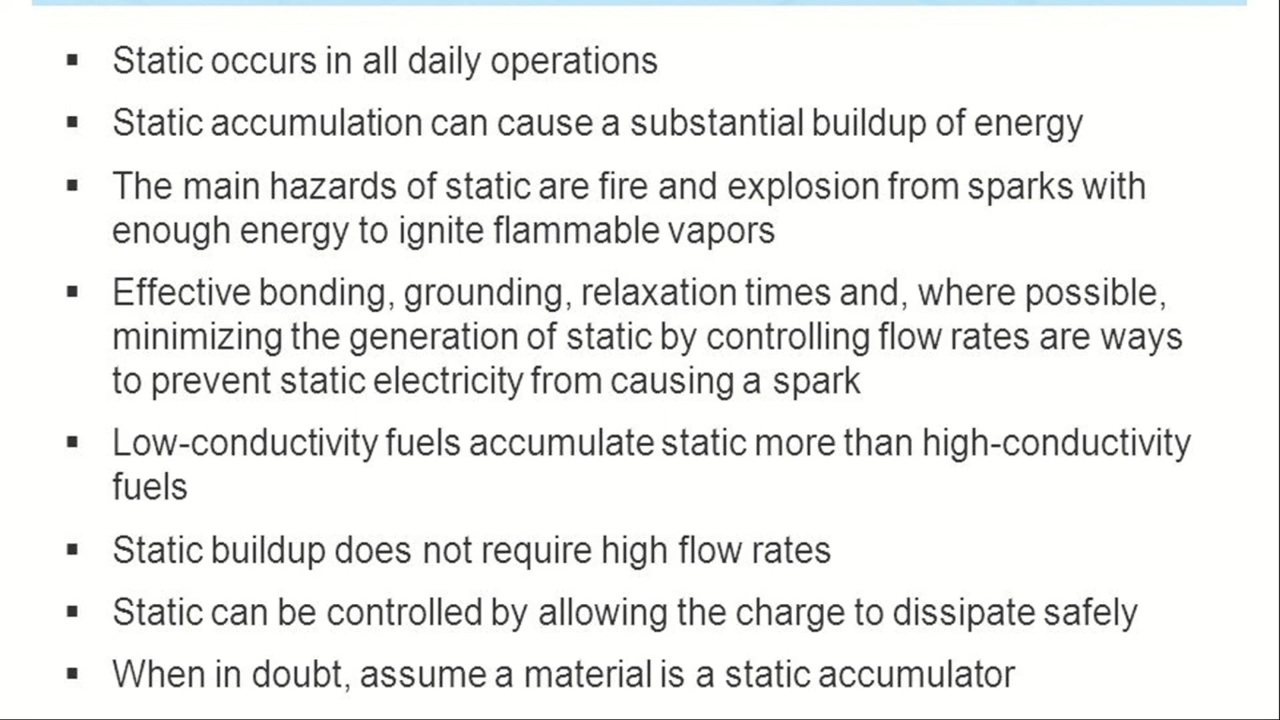 ▪ Static occurs in all daily operations
▪ Static accumulation can cause a substantial buildup of energy
▪ The main hazards of static are fire and explosion from sparks with
enough energy to ignite flammable vapors
▪ Effective bonding, grounding, relaxation times and, where possible,
minimizing the generation of static by controlling flow rates are ways
to prevent static electricity from causing a spark
▪ Low-conductivity fuels accumulate static more than high-conductivity
fuels
▪ Static buildup does not require high flow rates
▪ Static can be controlled by allowing the charge to dissipate safely
▪ When in doubt, assume a material is a static accumulator